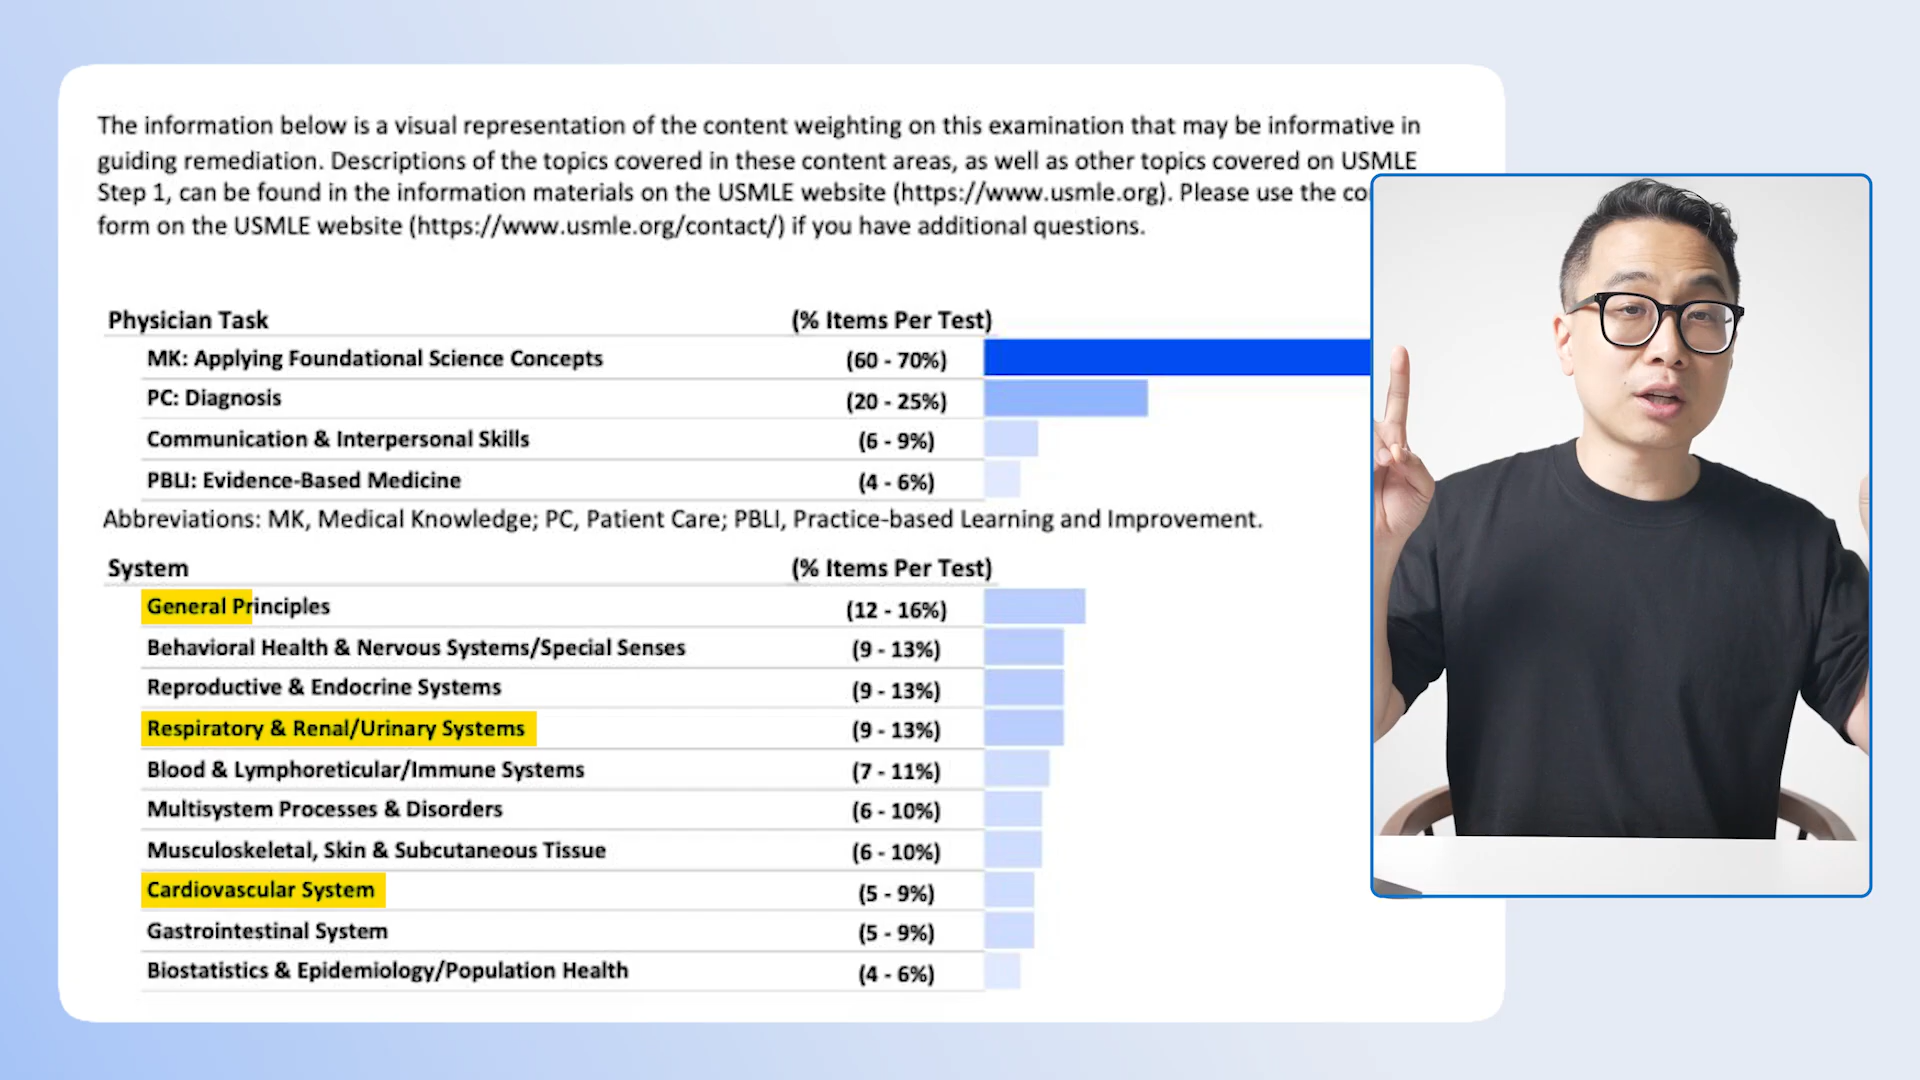 The information below is a visual representation of the content weighting on this examination that may be informative in
guiding remediation. Descriptions of the topics covered in these content areas, as well as other topics covered on USMLE
Step 1, can be found in the information materials on the USMLE website (https://www.usmle.org). Please use the
form on the USMLE website (https://www.usmle.org/contact/) if you have additional questions.
Physician Task (% Items Per Test)
MK: Applying Foundational Science Concepts (60 - 70%)
PC: Diagnosis (20 - 25%)
Communication & Interpersonal Skills (6 - 9%)
PBLI: Evidence-Based Medicine (4 - 6%)
Abbreviations: MK, Medical Knowledge; PC, Patient Care; PBLI, Practice-based Learning and Improvement.
System (% Items Per Test)
General Principles (12 - 16%)
Behavioral Health & Nervous Systems/Special Senses (9 - 13%)
Reproductive & Endocrine Systems (9 - 13%)
Respiratory & Renal/Urinary Systems (9 - 13%)
Blood & Lymphoreticular/Immune Systems (7 - 11%)
Multisystem Processes & Disorders (6 - 10%)
Musculoskeletal, Skin & Subcutaneous Tissue (6 - 10%)
Cardiovascular System (5 - 9%)
Gastrointestinal System (5 - 9%)
Biostatistics & Epidemiology/Population Health (4 - 6%)